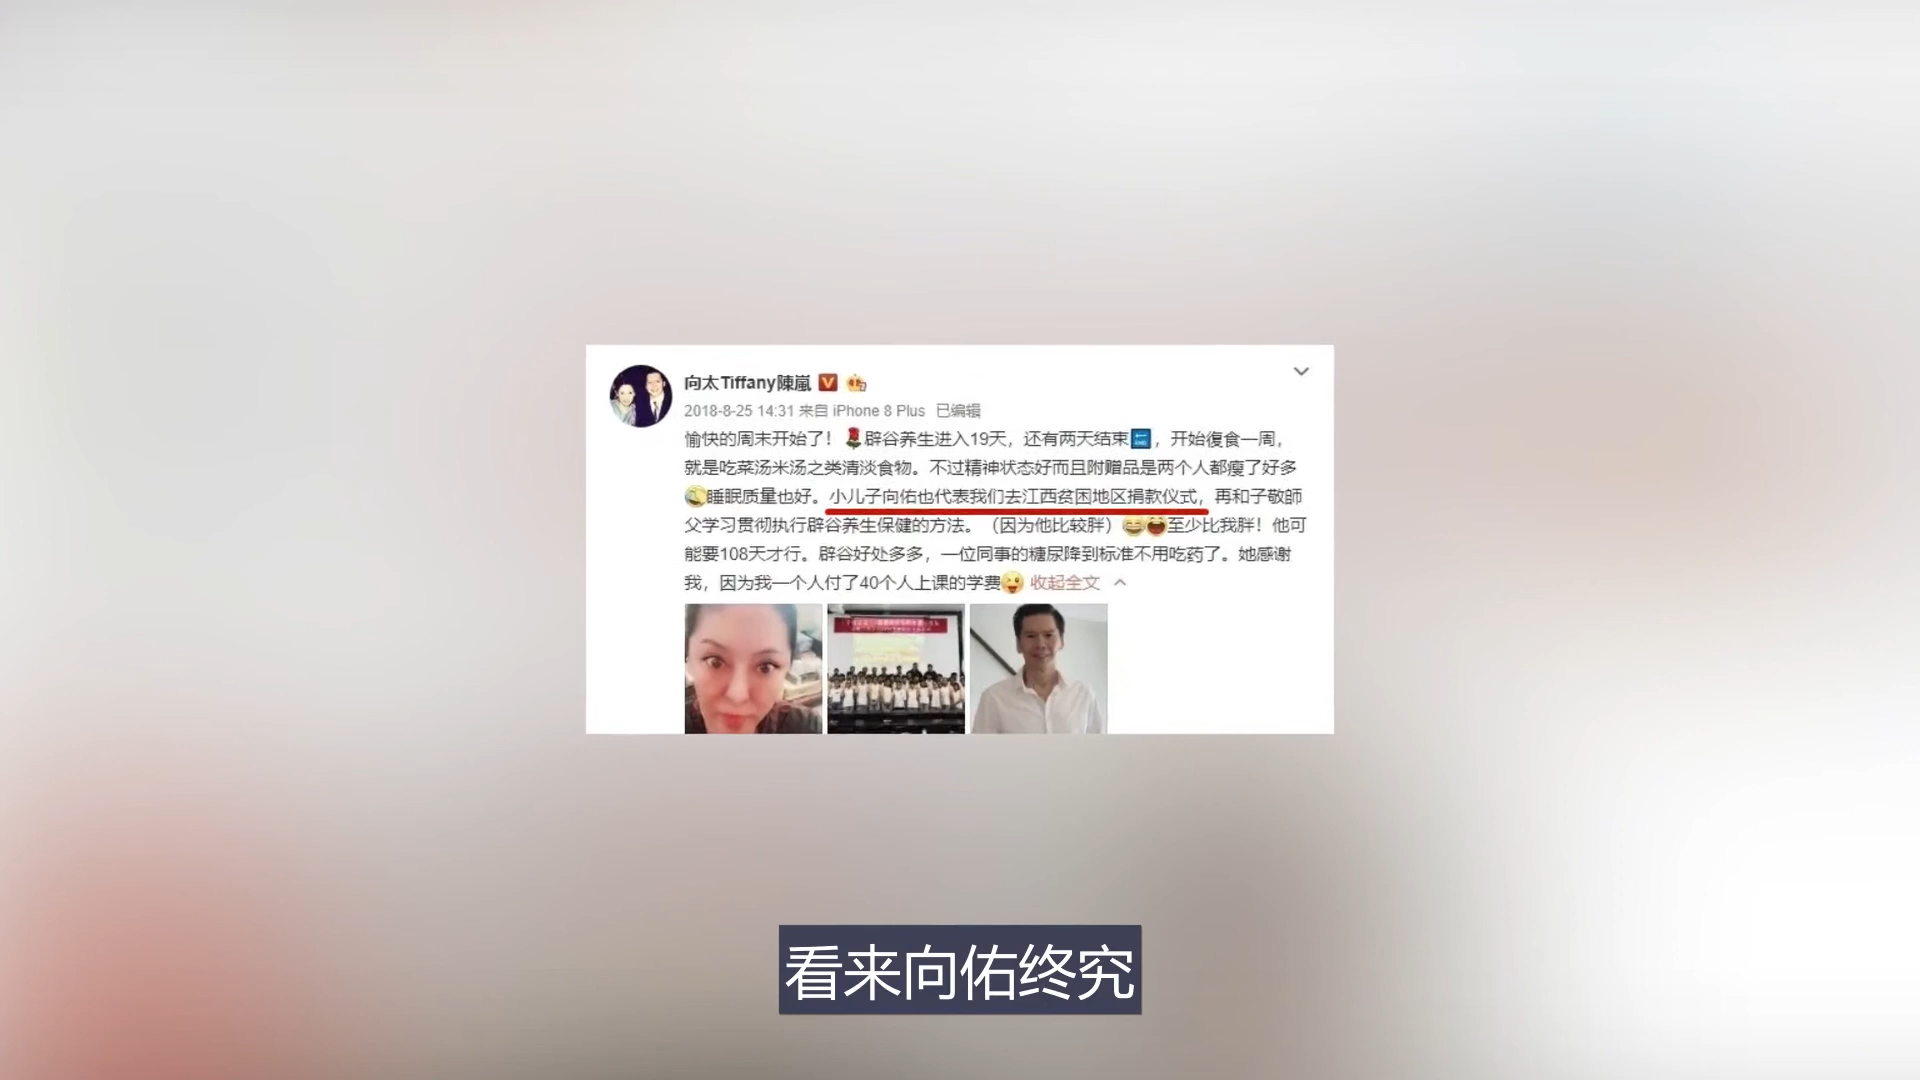 向太Tiffany陳嵐
2018-8-25 14:31 来自 iPhone 8 Plus 已编辑
愉快的周末开始了！辟谷养生进入19天，还有两天结束，开始復食一周，
就是吃菜汤米汤之类清淡食物。不过精神状态好而且附赠品是两个人都瘦了好多
睡眠质量也好。小儿子向佑也代表我们去江西贫困地区捐款仪式，再和子敬師
父学习贯彻执行辟谷养生保健的方法。（因为他比较胖）至少比我胖！他可
能要108天才行。辟谷好处多多，一位同事的糖尿降到标准不用吃药了。她感谢
我，因为我一个人付了40个人上课的学费 收起全文
看来向佑终究